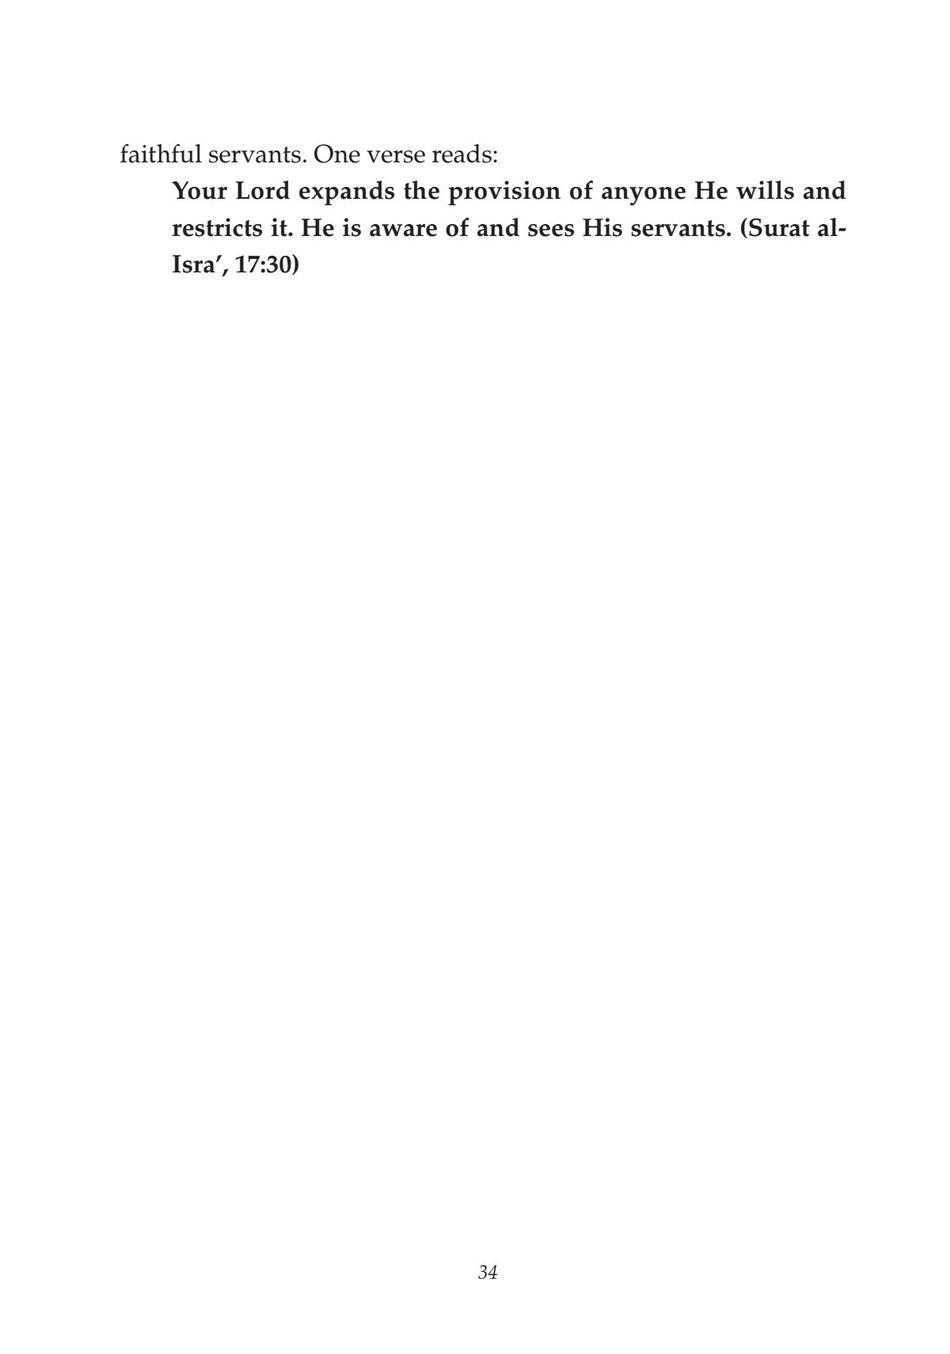 faithful servants. One verse reads:
Your Lord expands the provision of anyone He wills and
restricts it. He is aware of and sees His servants. (Surat al-
Isra’, 17:30)
34